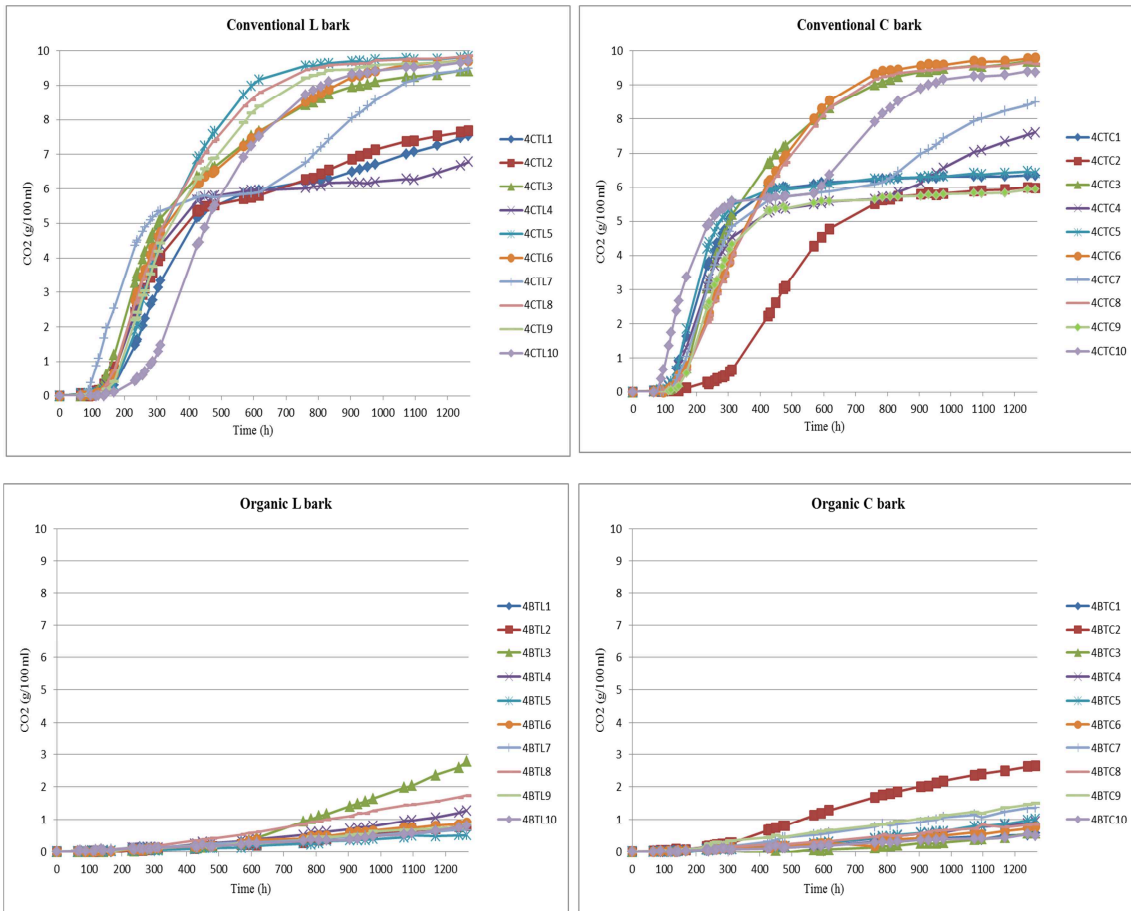 Conventional L bark
10
9
8
7
6
5
4
3
2
1
0
CO2 (g/100 ml)
0 100 200 300 400 500 600 700 800 900 1000 1100 1200
Time (h)
4CTL1
4CTL2
4CTL3
4CTL4
4CTL5
4CTL6
4CTL7
4CTL8
4CTL9
4CTL10
Conventional C bark
10
9
8
7
6
5
4
3
2
1
0
CO2 (g/100 ml)
0 100 200 300 400 500 600 700 800 900 1000 1100 1200
Time (h)
4CTC1
4CTC2
4CTC3
4CTC4
4CTC5
4CTC6
4CTC7
4CTC8
4CTC9
4CTC10
Organic L bark
10
9
8
7
6
5
4
3
2
1
0
CO2 (g/100 ml)
0 100 200 300 400 500 600 700 800 900 1000 1100 1200
Time (h)
4BTL1
4BTL2
4BTL3
4BTL4
4BTL5
4BTL6
4BTL7
4BTL8
4BTL9
4BTL10
Organic C bark
10
9
8
7
6
5
4
3
2
1
0
CO2 (g/100 ml)
0 100 200 300 400 500 600 700 800 900 1000 1100 1200
Time (h)
4BTC1
4BTC2
4BTC3
4BTC4
4BTC5
4BTC6
4BTC7
4BTC8
4BTC9
4BTC10